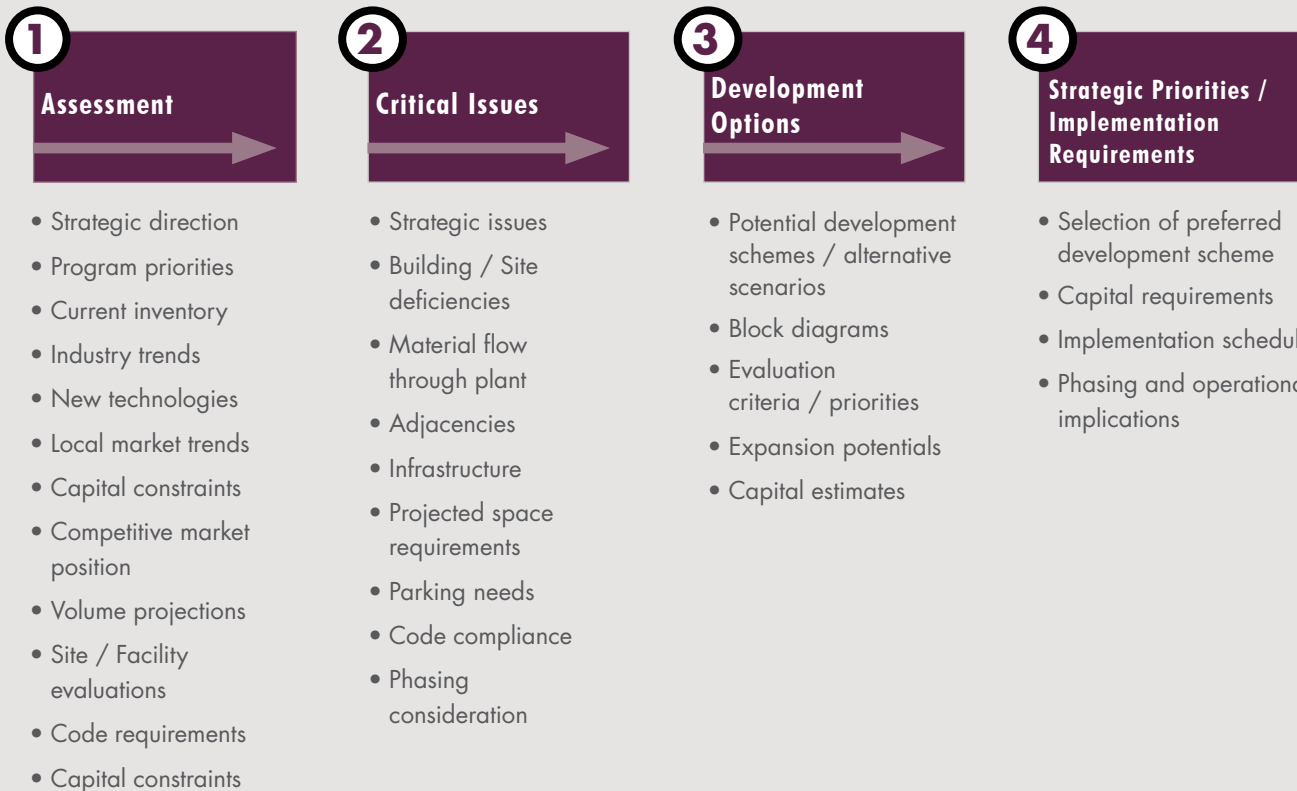 1
Assessment
• Strategic direction
• Program priorities
• Current inventory
• Industry trends
• New technologies
• Local market trends
• Capital constraints
• Competitive market
position
• Volume projections
• Site / Facility
evaluations
• Code requirements
• Capital constraints
2
Critical Issues
• Strategic issues
• Building / Site
deficiencies
• Material flow
through plant
• Adjacencies
• Infrastructure
• Projected space
requirements
• Parking needs
• Code compliance
• Phasing
consideration
3
Development
Options
• Potential development
schemes / alternative
scenarios
• Block diagrams
• Evaluation
criteria / priorities
• Expansion potentials
• Capital estimates
4
Strategic Priorities /
Implementation
Requirements
• Selection of preferred
development scheme
• Capital requirements
• Implementation
• Phasing and
implications